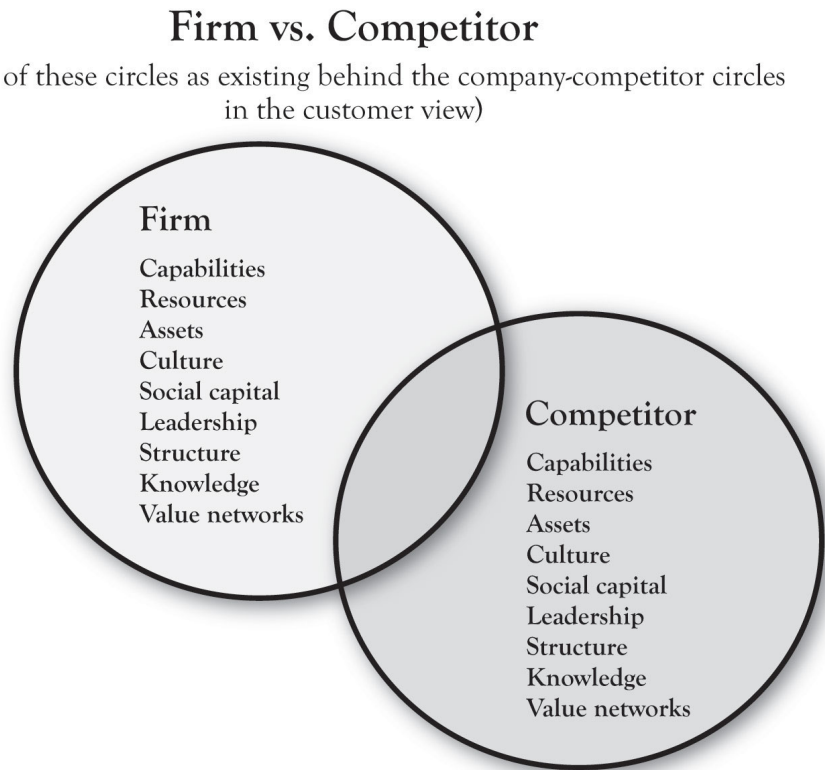 Firm vs. Competitor
of these circles as existing behind the company-competitor circles
in the customer view)
Firm
Capabilities
Resources
Assets
Culture
Social capital
Leadership
Structure
Knowledge
Value networks
Competitor
Capabilities
Resources
Assets
Culture
Social capital
Leadership
Structure
Knowledge
Value networks